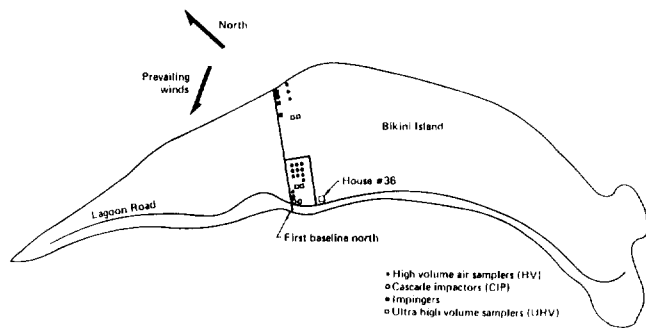 North
Prevailing
winds
Bikini Island
House #36
Lagoon Road
First baseline north
High volume air samplers (HV)
Cascade impactors (CIP)
Impingers
Ultra high volume samplers (UHV)